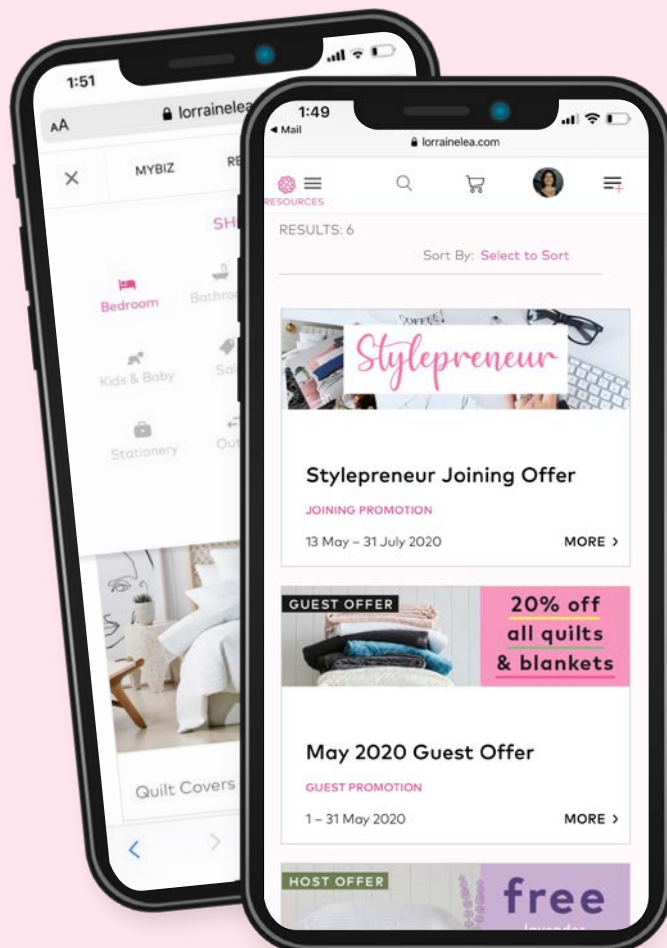 1:51
AA
lorrainelea
MYBIZ
Bedroom
Kids & Baby
Stationery
Quilt Covers
1:49
Mail
lorrainelea.com
RESOURCES
RESULTS: 6
Sort By: Select to Sort
COFFEE!
Stylepreneur
Stylepreneur Joining Offer
JOINING PROMOTION
13 May – 31 July 2020
MORE >
GUEST OFFER
20% off
all quilts
& blankets
May 2020 Guest Offer
GUEST PROMOTION
1 – 31 May 2020
MORE >
HOST OFFER
free
lavender